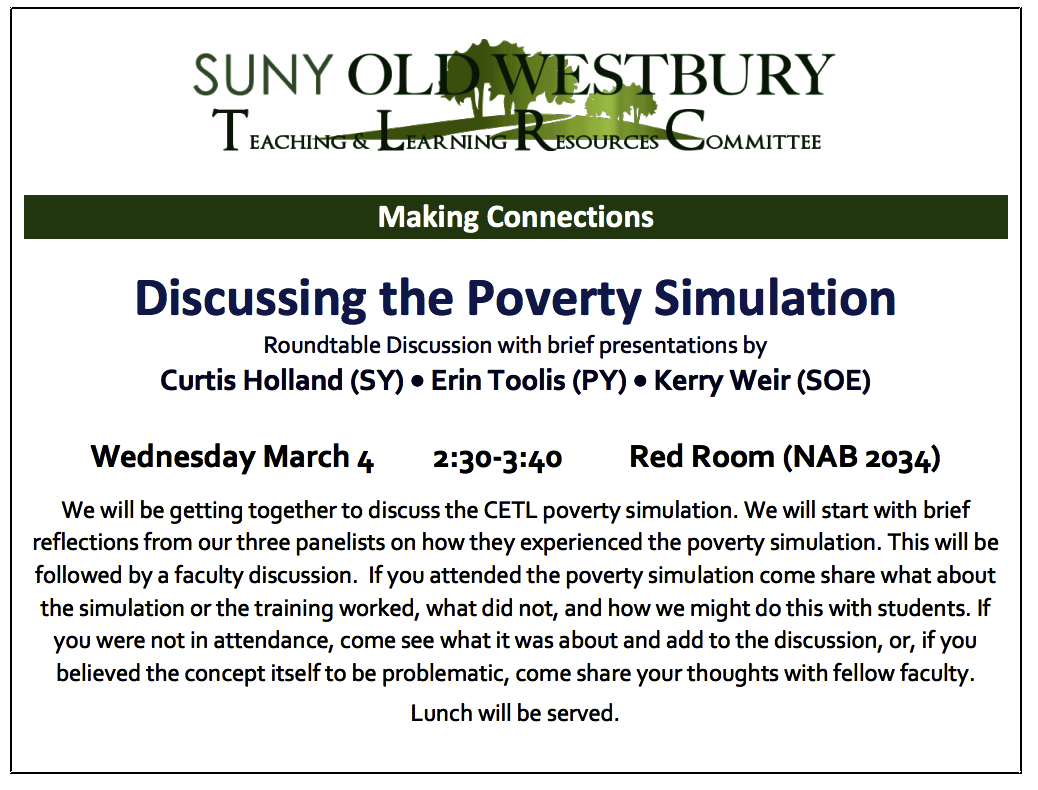 SUNY OLD WESTBURY
TEACHING & LEARNING RESOURCES COMMITTEE
Making Connections
Discussing the Poverty Simulation
Roundtable Discussion with brief presentations by
Curtis Holland (SY) • Erin Toolis (PY) • Kerry Weir (SOE)
Wednesday March 4 2:30-3:40 Red Room (NAB 2034)
We will be getting together to discuss the CETL poverty simulation. We will start with brief
reflections from our three panelists on how they experienced the poverty simulation. This will be
followed by a faculty discussion. If you attended the poverty simulation come share what about
the simulation or the training worked, what did not, and how we might do this with students. If
you were not in attendance, come see what it was about and add to the discussion, or, if you
believed the concept itself to be problematic, come share your thoughts with fellow faculty.
Lunch will be served.